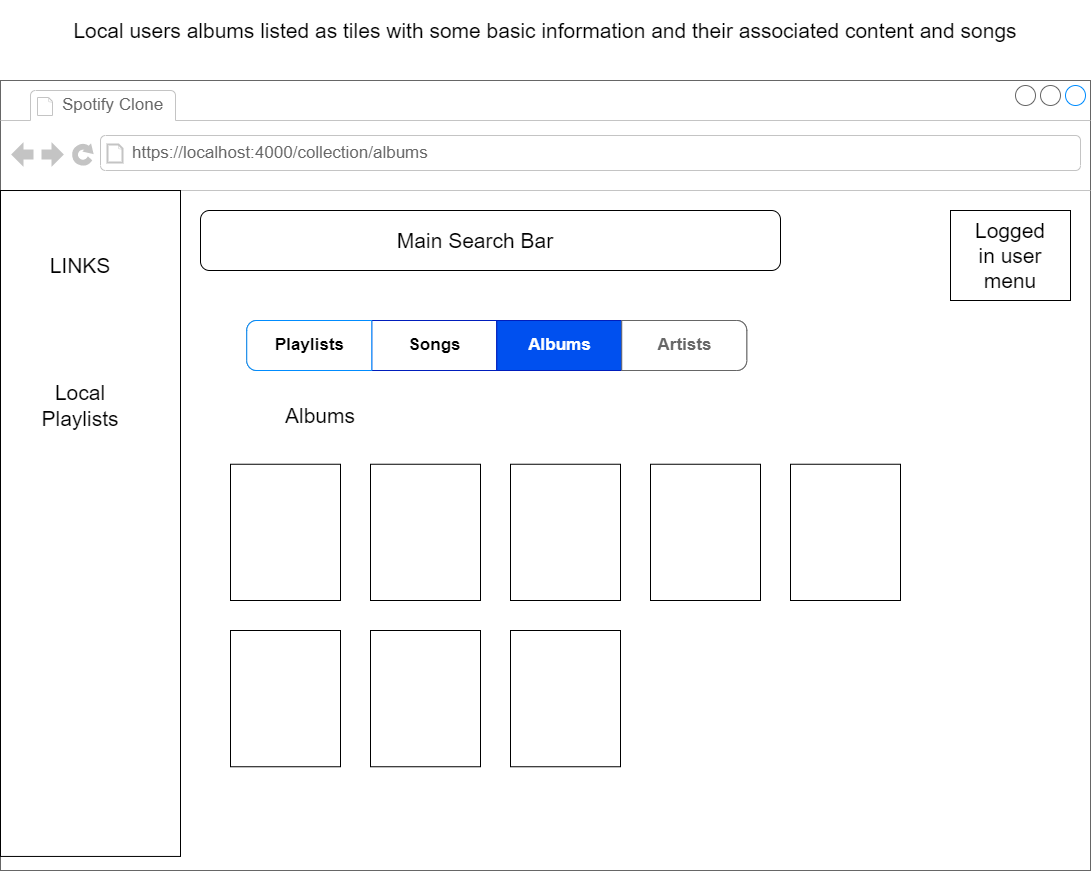 Local users albums listed as tiles with some basic information and their associated content and songs
Spotify Clone
https://localhost:4000/collection/albums
LINKS
Local
Playlists
Main Search Bar
Logged
in user
menu
Playlists Songs Albums Artists
Albums